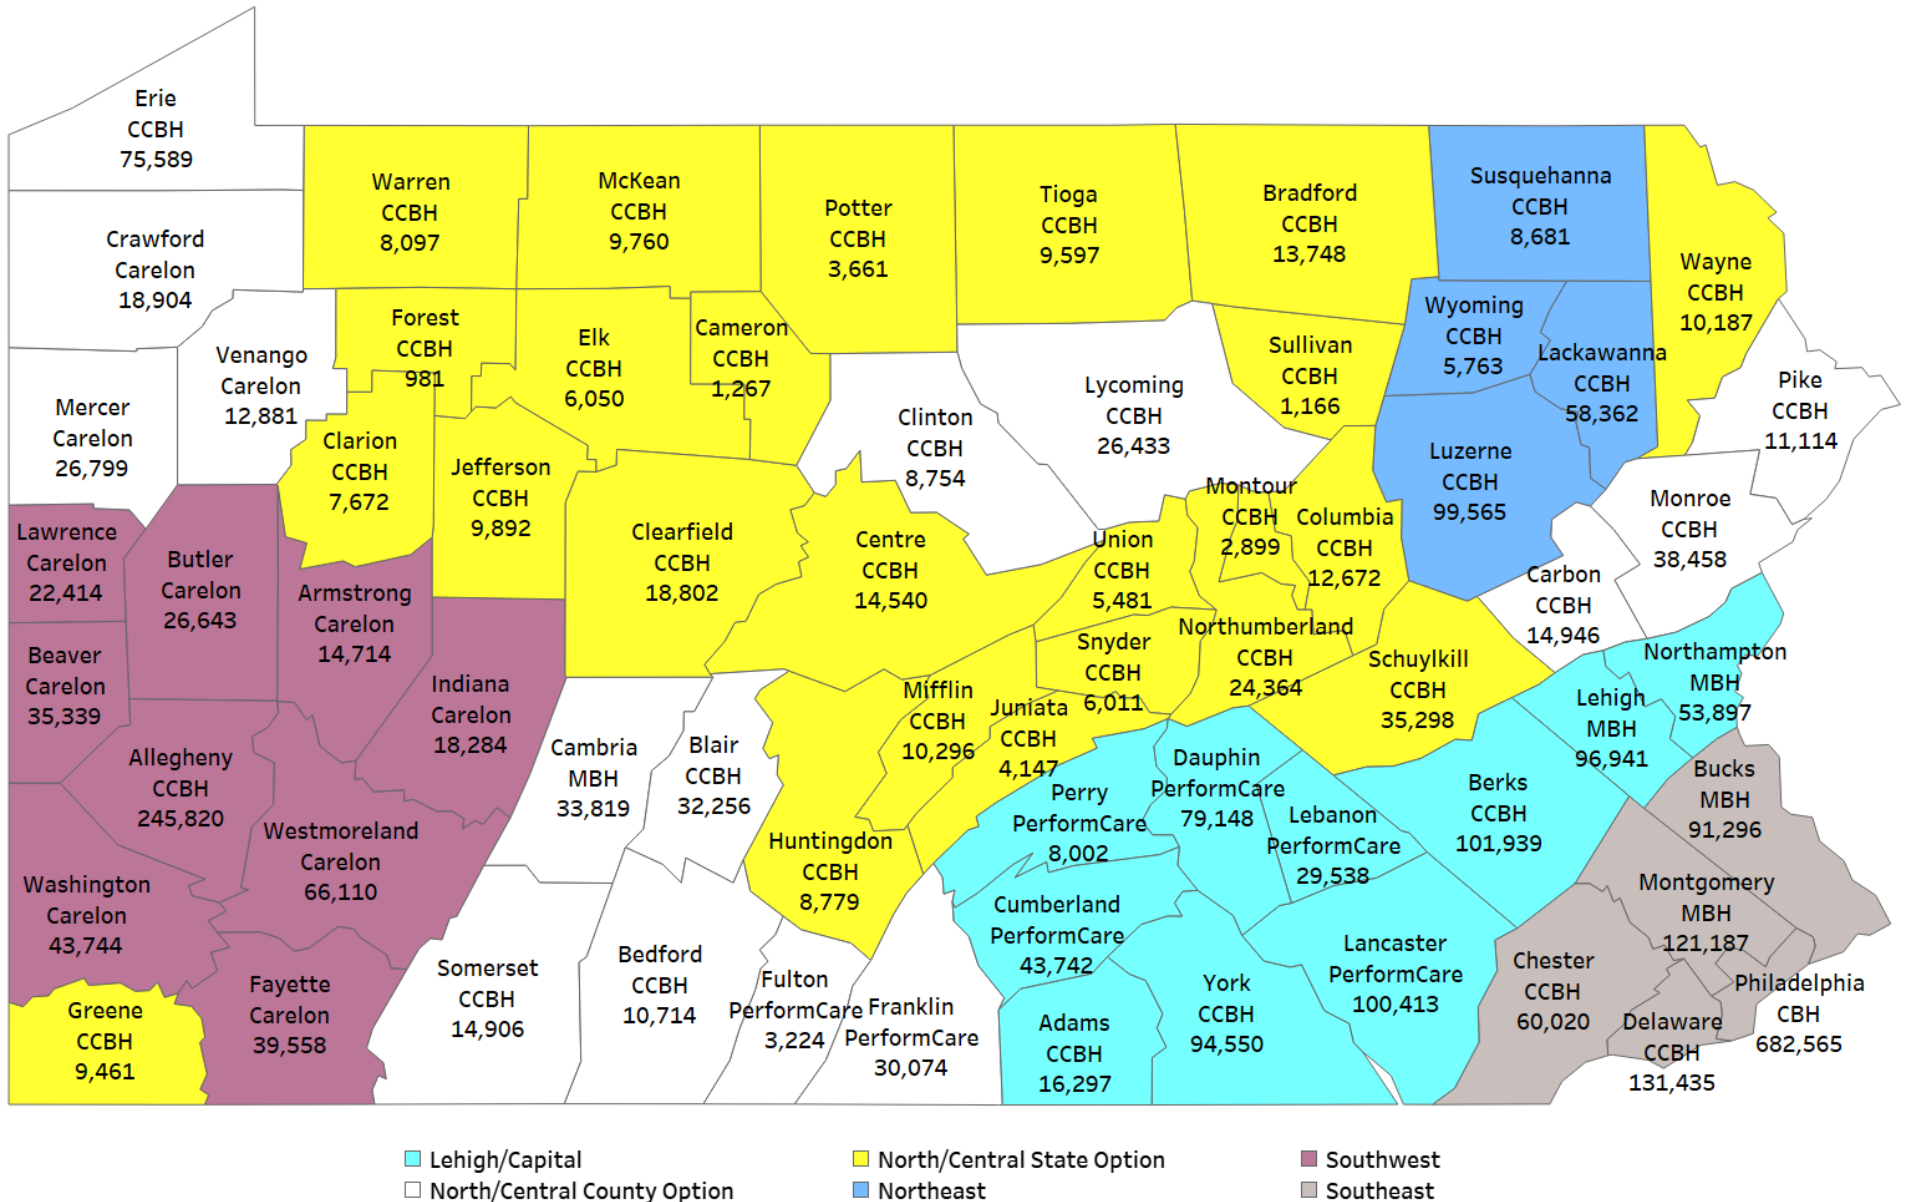 Erie
CCBH
75,589
Warren
CCBH
8,097
McKean
CCBH
9,760
Potter
CCBH
3,661
Tioga
CCBH
9,597
Bradford
CCBH
13,748
Susquehanna
CCBH
8,681
Wayne
CCBH
10,187
Crawford
Carelon
18,904
Venango
Carelon
12,881
Forest
CCBH
981
Elk
CCBH
6,050
Cameron
CCBH
1,267
Sullivan
CCBH
1,166
Wyoming
CCBH
5,763
Lackawanna
CCBH
58,362
Pike
CCBH
11,114
Mercer
Carelon
26,799
Clarion
CCBH
7,672
Jefferson
CCBH
9,892
Clinton
CCBH
8,754
Lycoming
CCBH
26,433
Luzerne
CCBH
99,565
Monroe
CCBH
38,458
Lawrence
Carelon
22,414
Butler
Carelon
26,643
Armstrong
Carelon
14,714
Clearfield
CCBH
18,802
Centre
CCBH
14,540
Union
CCBH
5,481
Montour
CCBH
2,899
Columbia
CCBH
12,672
Carbon
CCBH
14,946
Beaver
Carelon
35,339
Indiana
Carelon
18,284
Snyder
CCBH
6,011
Northumberland
CCBH
24,364
Schuylkill
CCBH
35,298
Northampton
MBH
53,897
Lehigh
MBH
96,941
Allegheny
CCBH
245,820
Cambria
MBH
33,819
Blair
CCBH
32,256
Mifflin
CCBH
10,296
Juniata
CCBH
4,147
Dauphin
PerformCare
79,148
Perry
PerformCare
8,002
Lebanon
PerformCare
29,538
Berks
CCBH
101,939
Bucks
MBH
91,296
Westmoreland
Carelon
66,110
Huntingdon
CCBH
8,779
Washington
Carelon
43,744
Cumberland
PerformCare
43,742
Lancaster
PerformCare
100,413
Montgomery
MBH
121,187
Chester
CCBH
60,020
Philadelphia
CBH
682,565
Delaware
CCBH
131,435
Greene
CCBH
9,461
Fayette
Carelon
39,558
Somerset
CCBH
14,906
Bedford
CCBH
10,714
Fulton
PerformCare
3,224
Franklin
PerformCare
30,074
Adams
CCBH
16,297
York
CCBH
94,550
Lehigh/Capital
North/Central State Option
Southwest
North/Central County Option
Northeast
Southeast